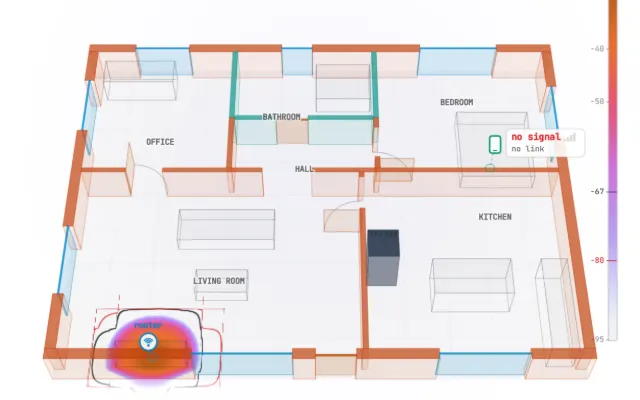 -40
-50
BEDROOM
BATHROOM
no signal
OFFICE
no link
HALL
-67
KITCHEN
-80
LIVING ROOM
router
-95